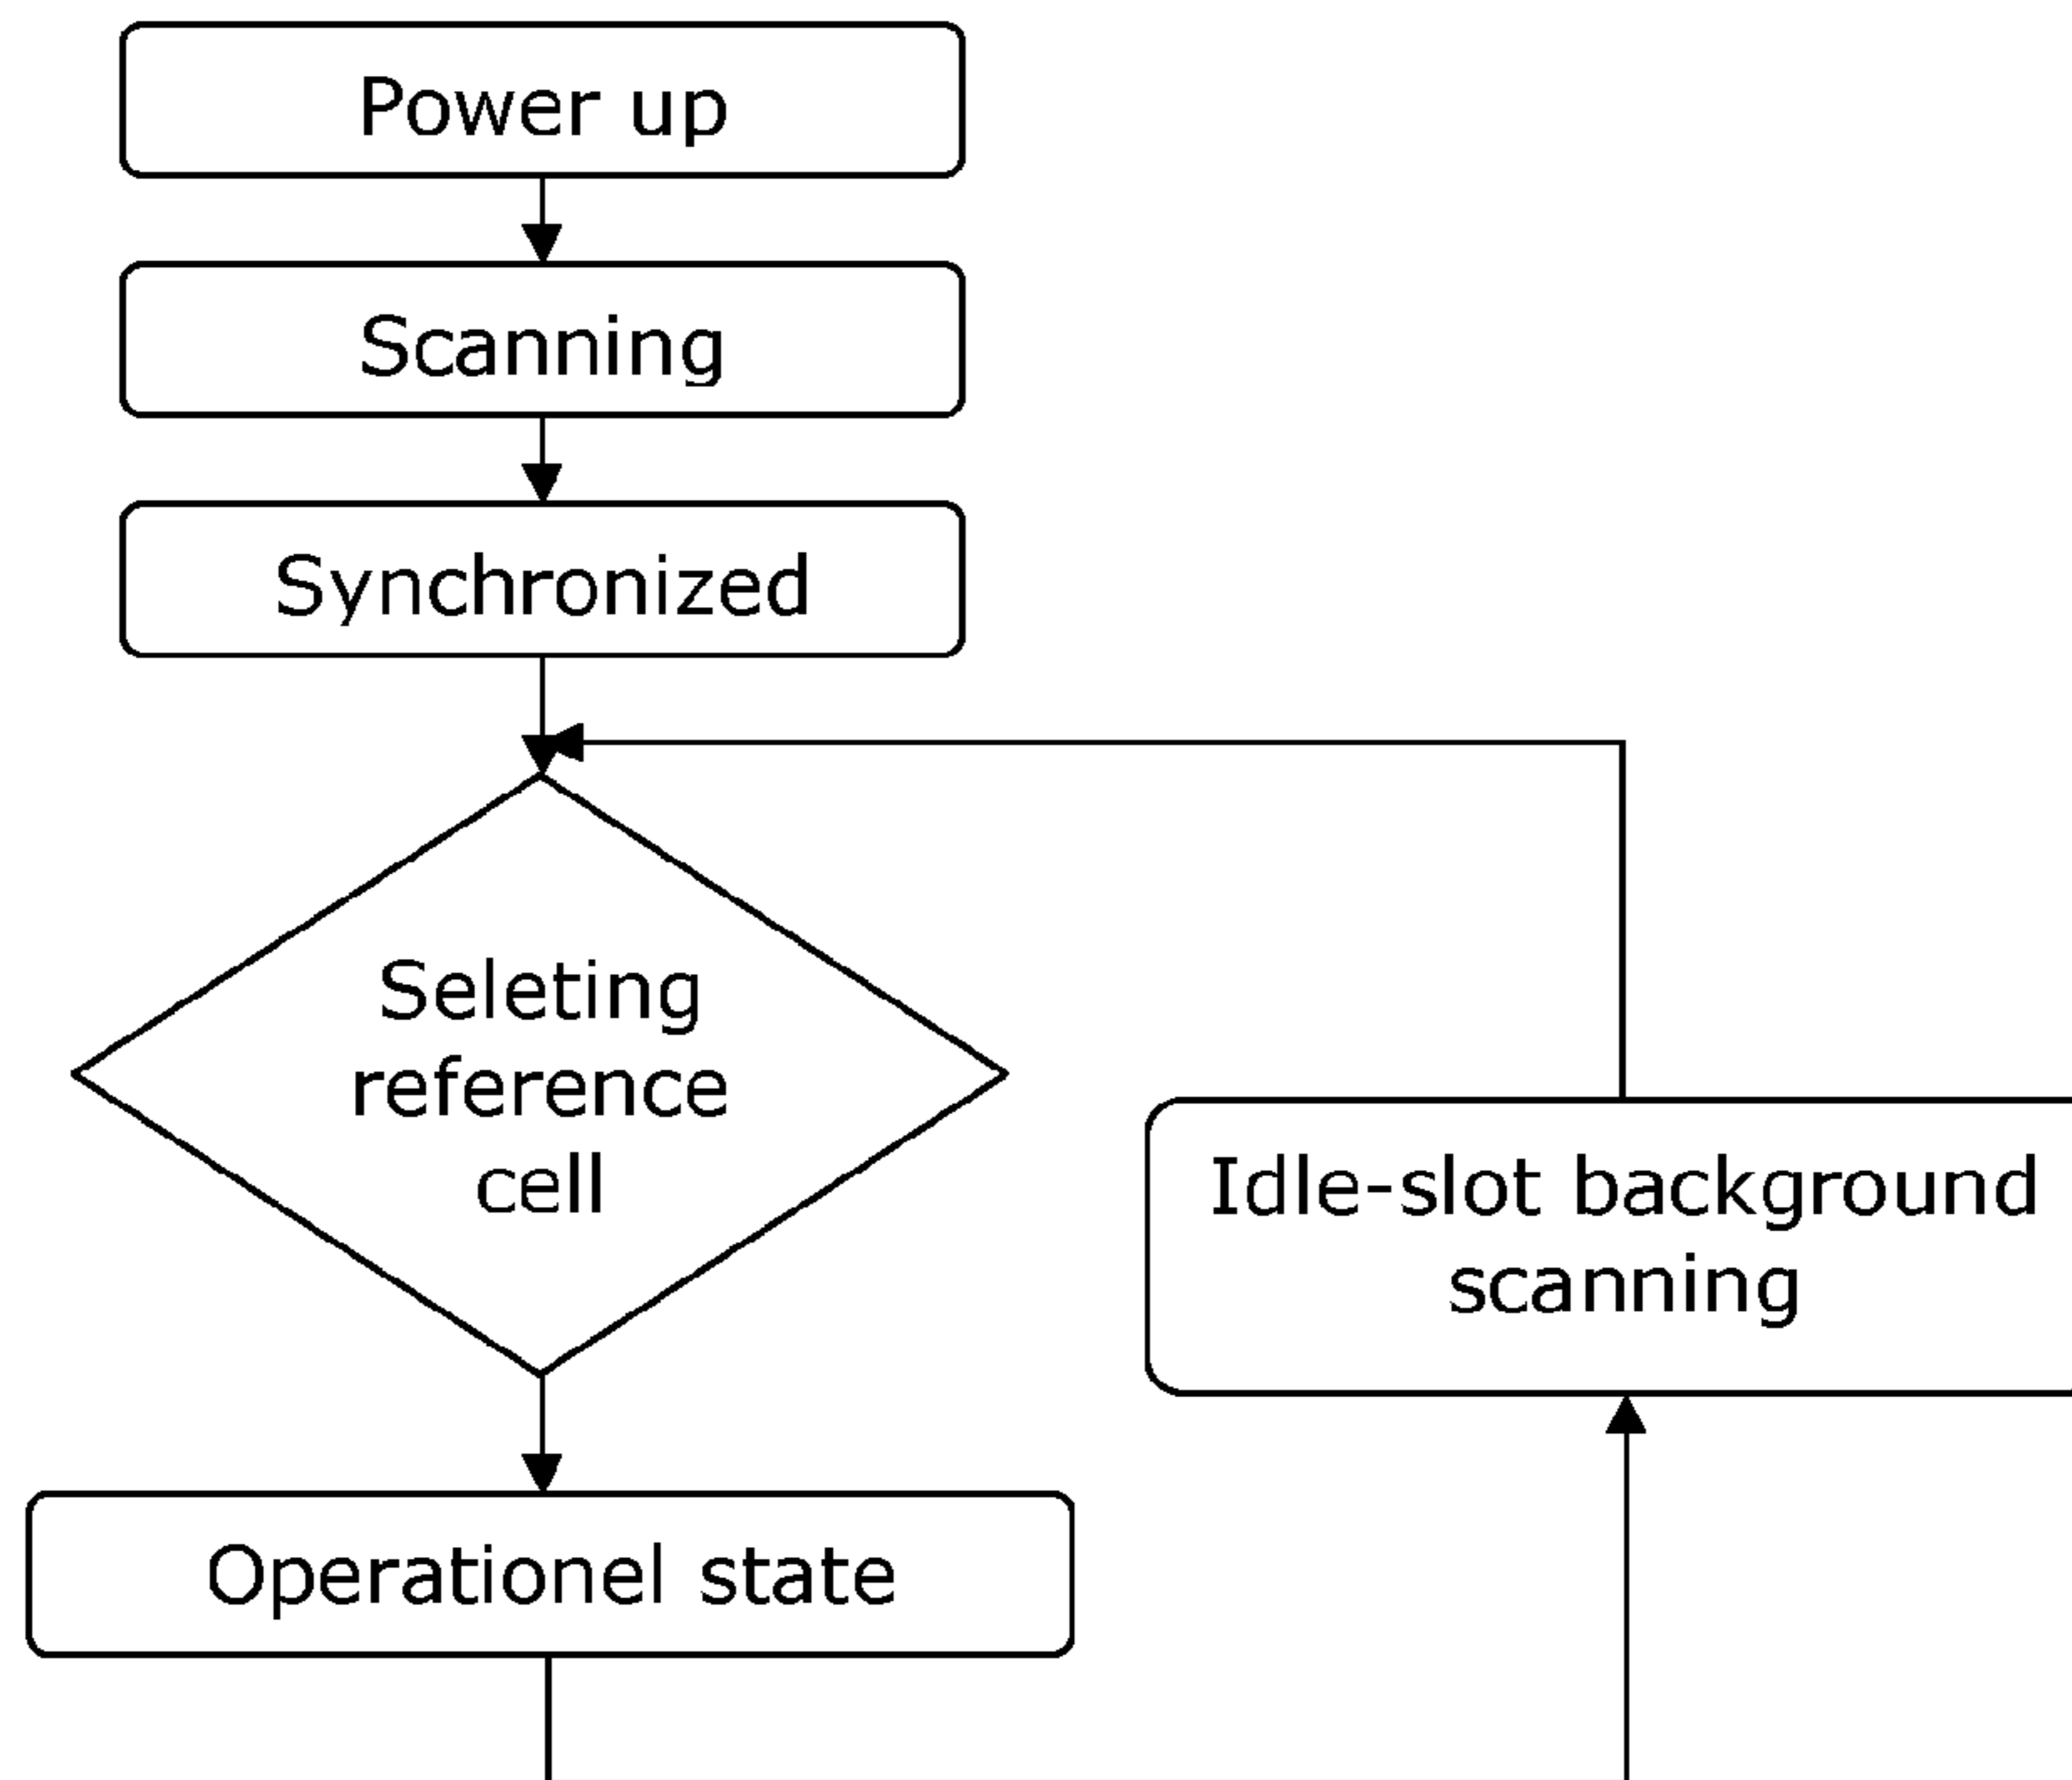 Power up
Scanning
Synchronized
Seleting
reference
cell
Idle-slot background
scanning
Operationel state